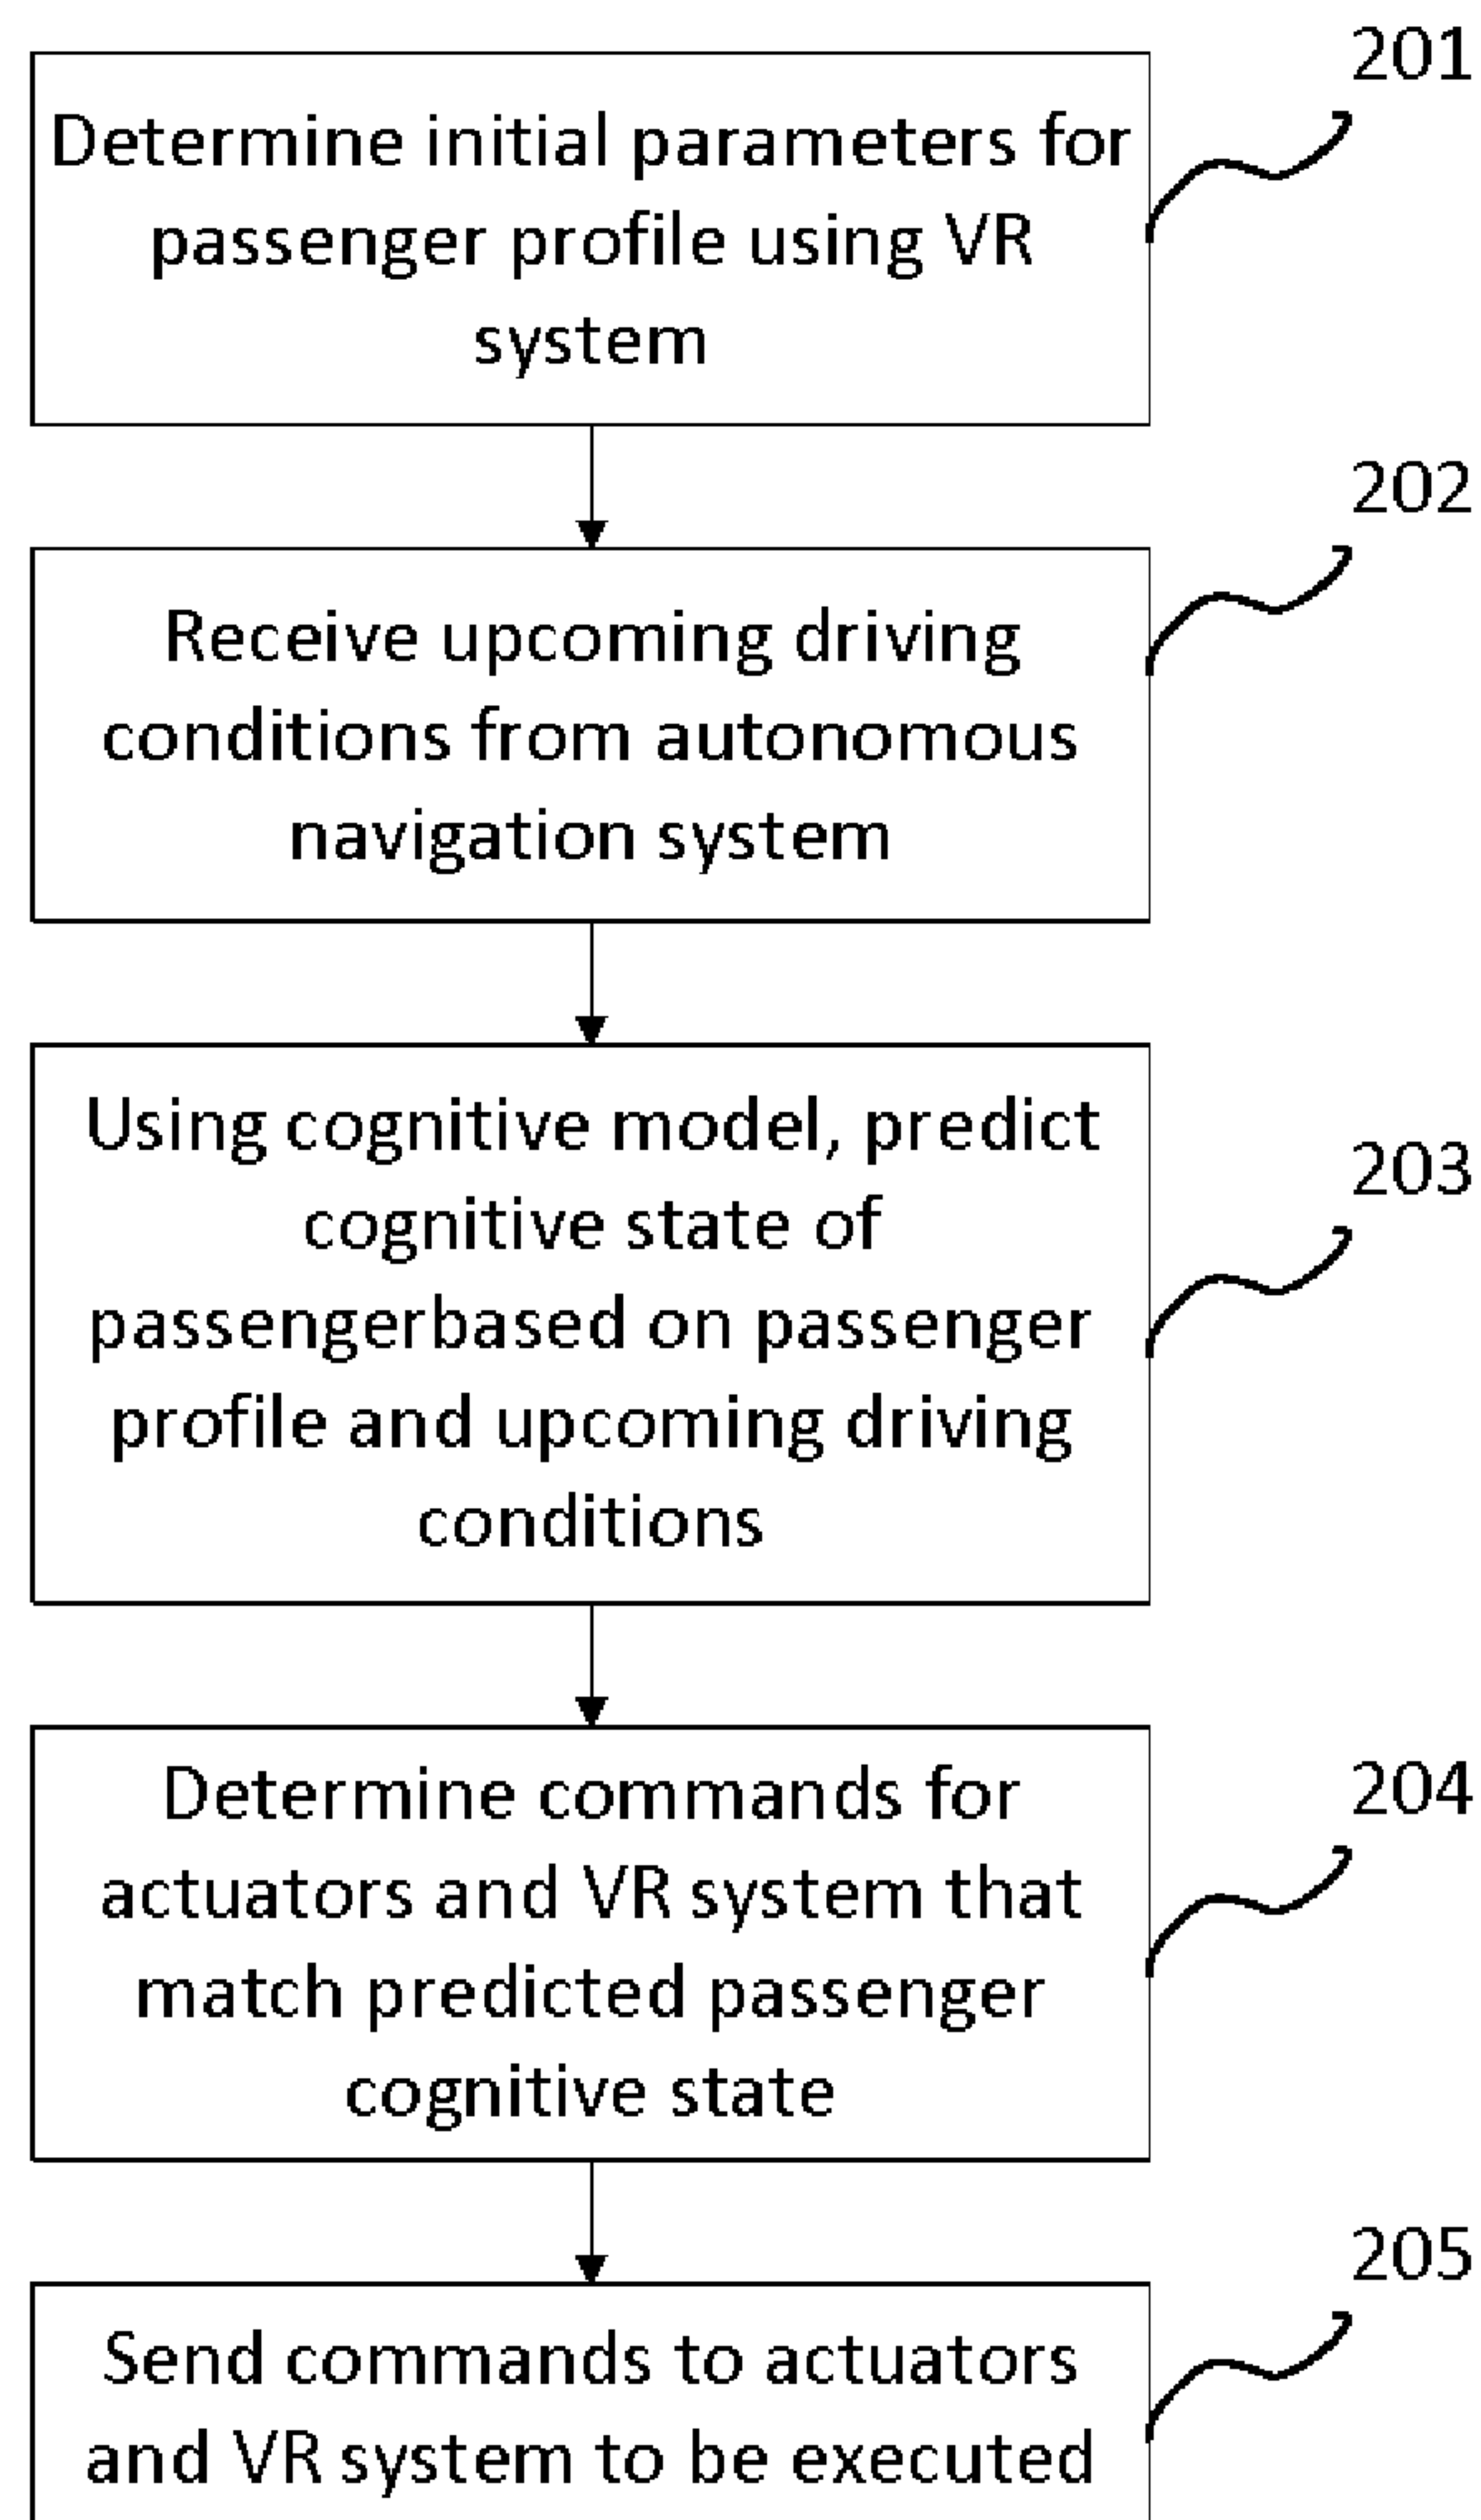 201
Determine initial parameters for
passenger profile using VR
system
202
Receive upcoming driving
conditions from autonomous
navigation system
203
Using cognitive model, predict
cognitive state of
passengerbased on passenger
profile and upcoming driving
conditions
204
Determine commands for
actuators and VR system that
match predicted passenger
cognitive state
205
Send commands to actuators
and VR system to be executed